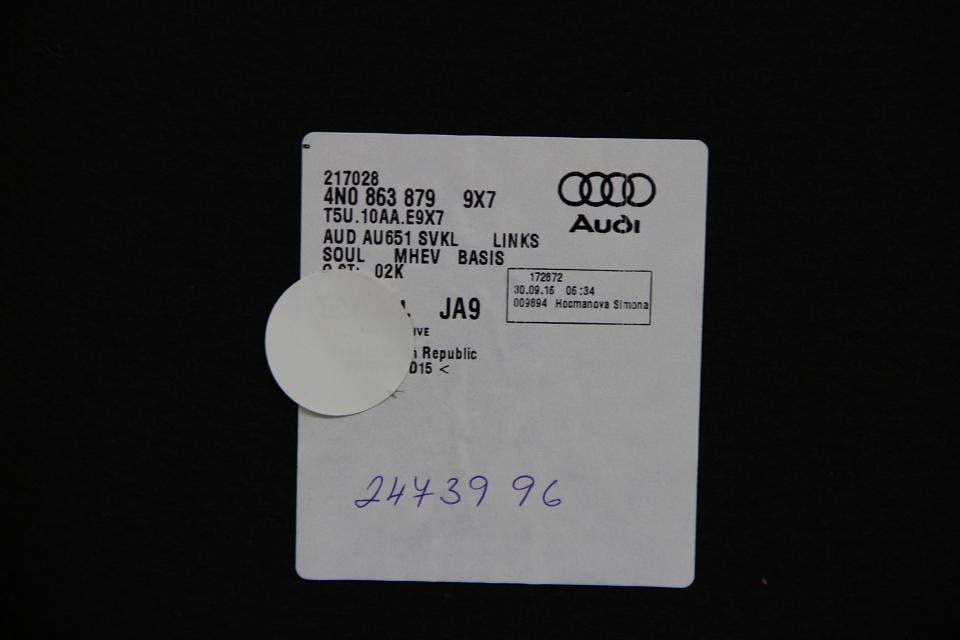 217028
4N0 863 879 9X7
T5U.10AA.E9X7
AUD AU651 SVKL LINKS
SOUL MHEV BASIS
02K
JA9
Republic
D15 <
Audi
172872
30.09.16 06:34
009894 Hocmanova Simona
2473996